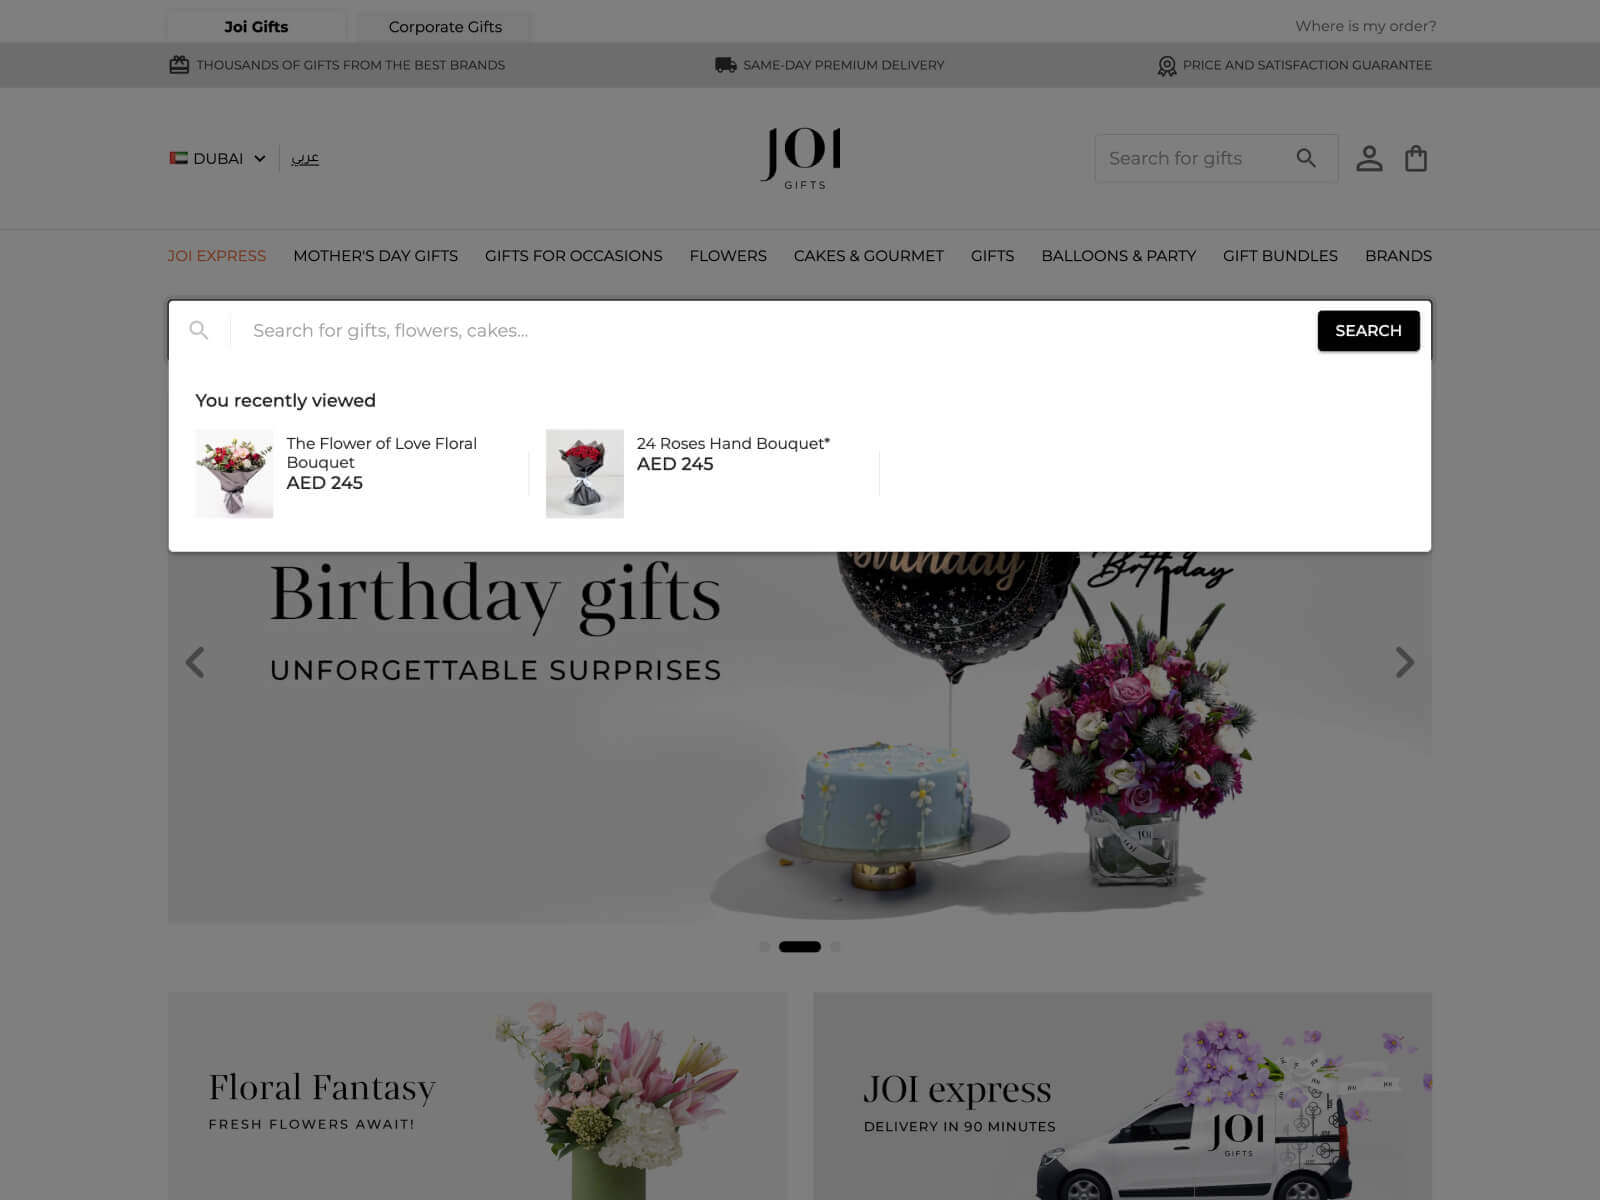 Joi Gifts
Corporate Gifts
Where is my order?
THOUSANDS OF GIFTS FROM THE BEST BRANDS
SAME-DAY PREMIUM DELIVERY
PRICE AND SATISFACTION GUARANTEE
DUBAI
عربي
JOI
GIFTS
Search for gifts
JOI EXPRESS
MOTHER'S DAY GIFTS
GIFTS FOR OCCASIONS
FLOWERS
CAKES & GOURMET
GIFTS
BALLOONS & PARTY
GIFT BUNDLES
BRANDS
Search for gifts, flowers, cakes...
SEARCH
You recently viewed
The Flower of Love Floral
Bouquet
AED 245
24 Roses Hand Bouquet*
AED 245
birthday
Birthday
Birthday gifts
UNFORGETTABLE SURPRISES
JOI
JOI
Floral Fantasy
FRESH FLOWERS AWAIT!
JOI express
DELIVERY IN 90 MINUTES
JOI
GIFTS